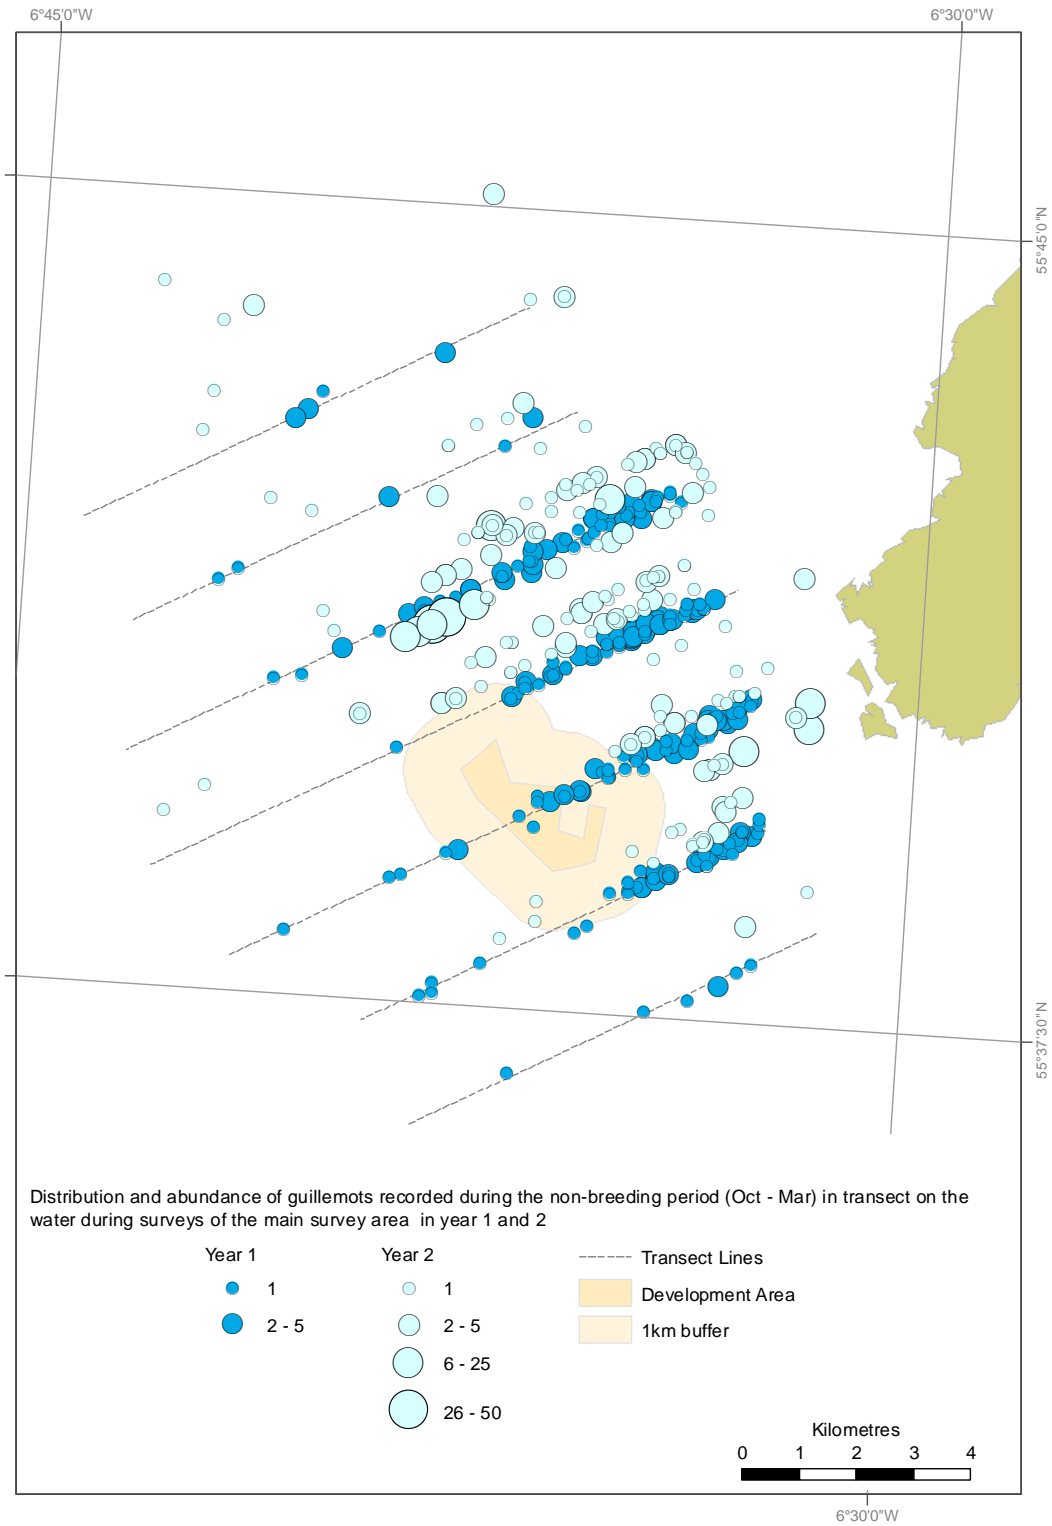 6°45'0"W
6°30'0"W
55°45'0"N
55°37'30"N
Distribution and abundance of guillemots recorded during the non-breeding period (Oct - Mar) in transect on the
water during surveys of the main survey area in year 1 and 2
Year 1
1
2 - 5
Year 2
1
2 - 5
6 - 25
26 - 50
Transect Lines
Development Area
1km buffer
Kilometres
0 1 2 3 4
6°30'0"W